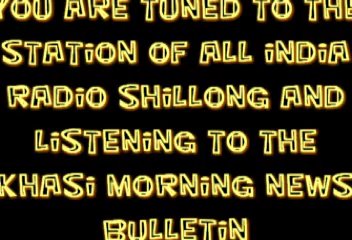 YOU ARE TUNED TO THE
STATION OF ALL INDIA
RADIO SHILLONG AND
LISTENING TO THE
KHASI MORNING NEWS
BULLETIN